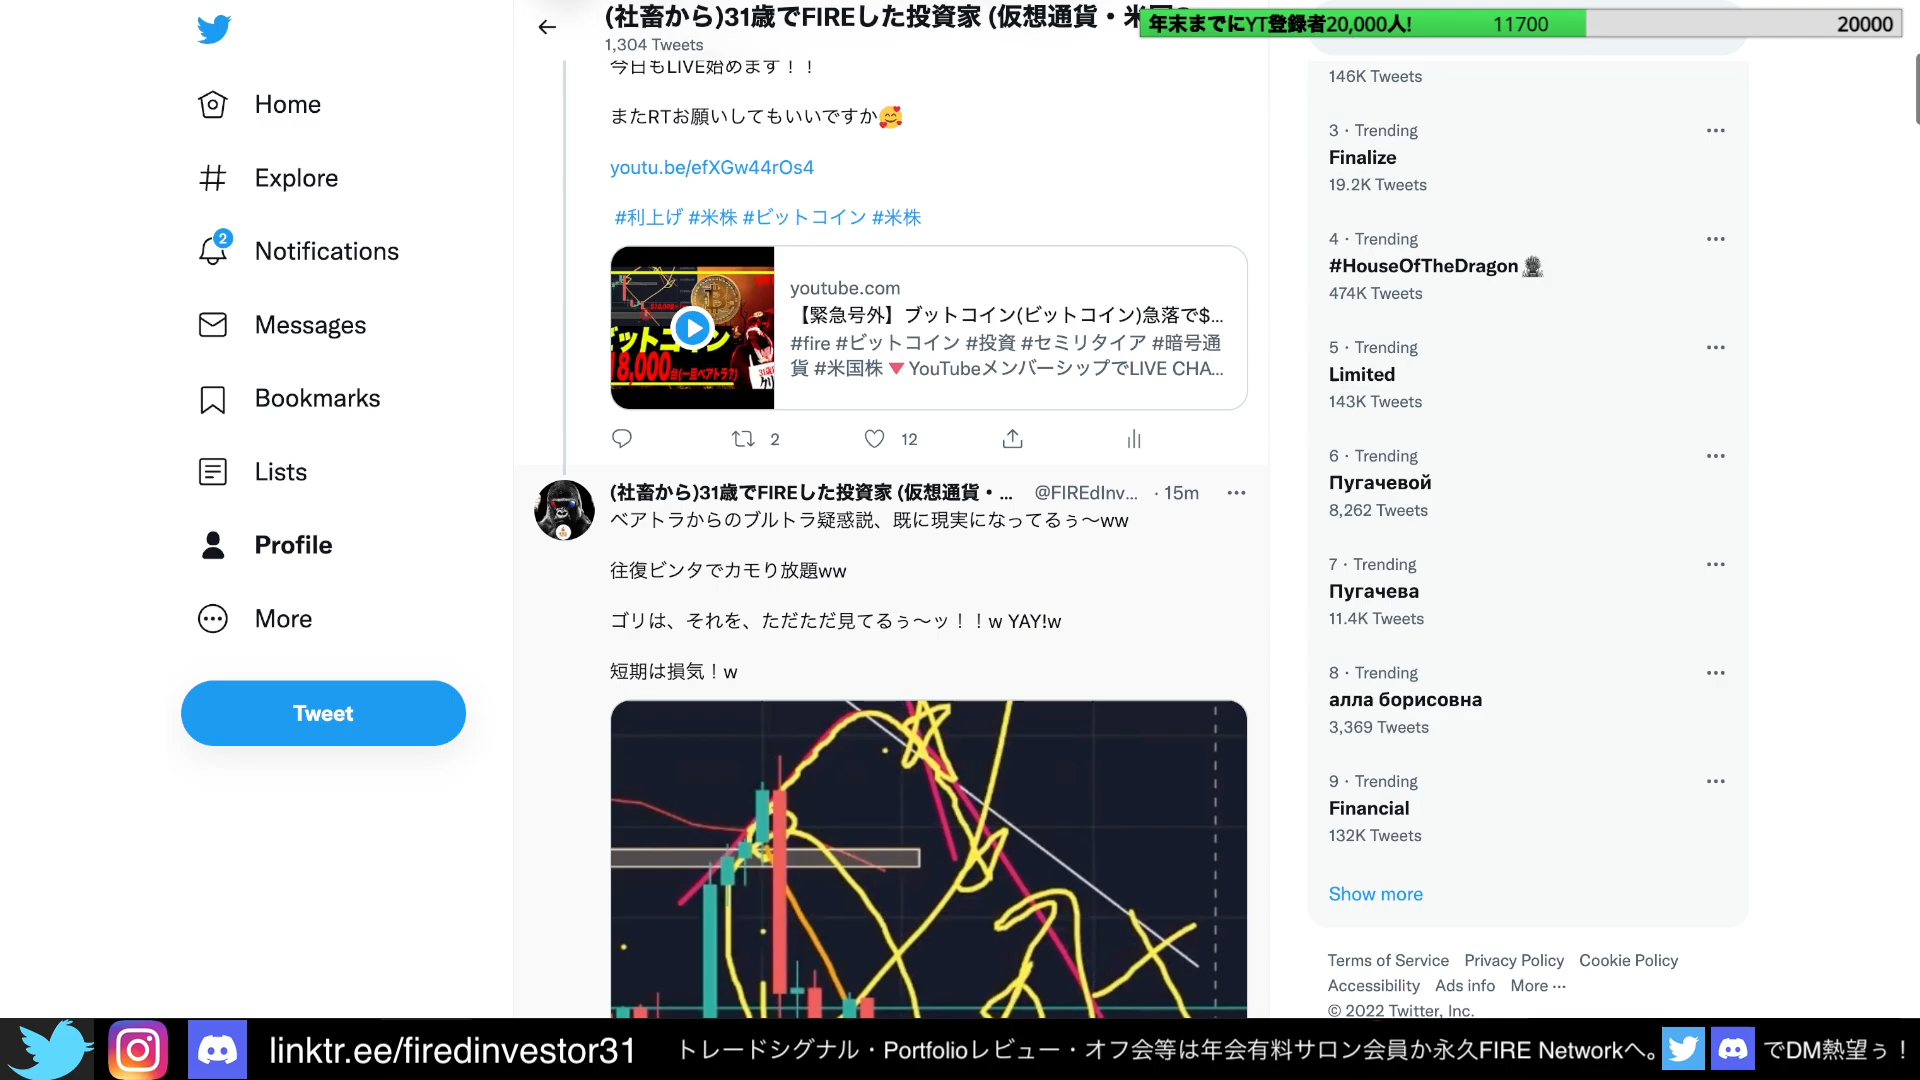 (社畜から)31歳でFIREした投資家 (仮想通貨・米国
1,304 Tweets
年末までにYT登録者20,000人!
11700
20000
Home
Explore
2
Notifications
Messages
Bookmarks
Lists
Profile
More
Tweet
今日もLIVE始めます！！
またRTお願いしてもいいですか🥰
youtu.be/efXGw44rOs4
#利上げ #米株 #ビットコイン #米株
ビットコイン
18,000台(一旦ベアトラ?)
youtube.com
【緊急号外】ブットコイン(ビットコイン)急落で$...
#fire #ビットコイン #投資 #セミリタイア #暗号通
貨 #米国株 🔻YouTubeメンバーシップでLIVE CHA...
2
12
(社畜から)31歳でFIREした投資家 (仮想通貨・... @FIREdInv... · 15m
ベアトラからのブルトラ疑惑説、既に現実になってるぅ〜ww
往復ビンタでカモり放題ww
ゴリは、それを、ただただ見てるぅ〜ッ！！w YAY!w
短期は損気！w
146K Tweets
3 · Trending
Finalize
19.2K Tweets
4 · Trending
#HouseOfTheDragon
474K Tweets
5 · Trending
Limited
143K Tweets
6 · Trending
Пугачевой
8,262 Tweets
7 · Trending
Пугачева
11.4K Tweets
8 · Trending
алла борисовна
3,369 Tweets
9 · Trending
Financial
132K Tweets
Show more
Terms of Service Privacy Policy Cookie Policy
Accessibility Ads info More ···
© 2022 Twitter, Inc.
linktr.ee/firedinvestor31
トレードシグナル・Portfolioレビュー・オフ会等は年会有料サロン会員か永久FIRE Networkへ。
でDM熱望ぅ！